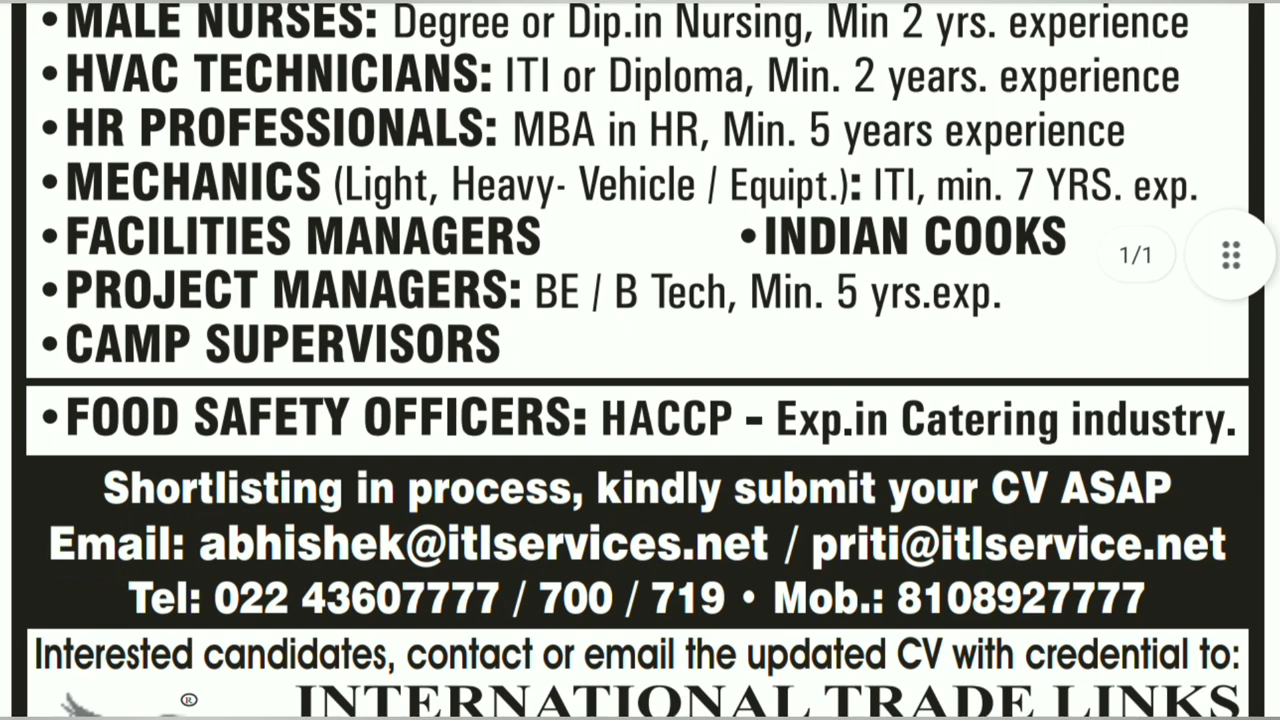 • MALE NURSES: Degree or Dip.in Nursing, Min 2 yrs. experience
• HVAC TECHNICIANS: ITI or Diploma, Min. 2 years. experience
• HR PROFESSIONALS: MBA in HR, Min. 5 years experience
• MECHANICS (Light, Heavy- Vehicle / Equipt.): ITI, min. 7 YRS. exp.
• FACILITIES MANAGERS • INDIAN COOKS
1/1
• PROJECT MANAGERS: BE / B Tech, Min. 5 yrs.exp.
• CAMP SUPERVISORS
• FOOD SAFETY OFFICERS: HACCP - Exp.in Catering industry.
Shortlisting in process, kindly submit your CV ASAP
Email: abhishek@itlservices.net / priti@itlservice.net
Tel: 022 43607777 / 700 / 719 • Mob.: 8108927777
Interested candidates, contact or email the updated CV with credential to:
® INTERNATIONAL TRADE LINKS